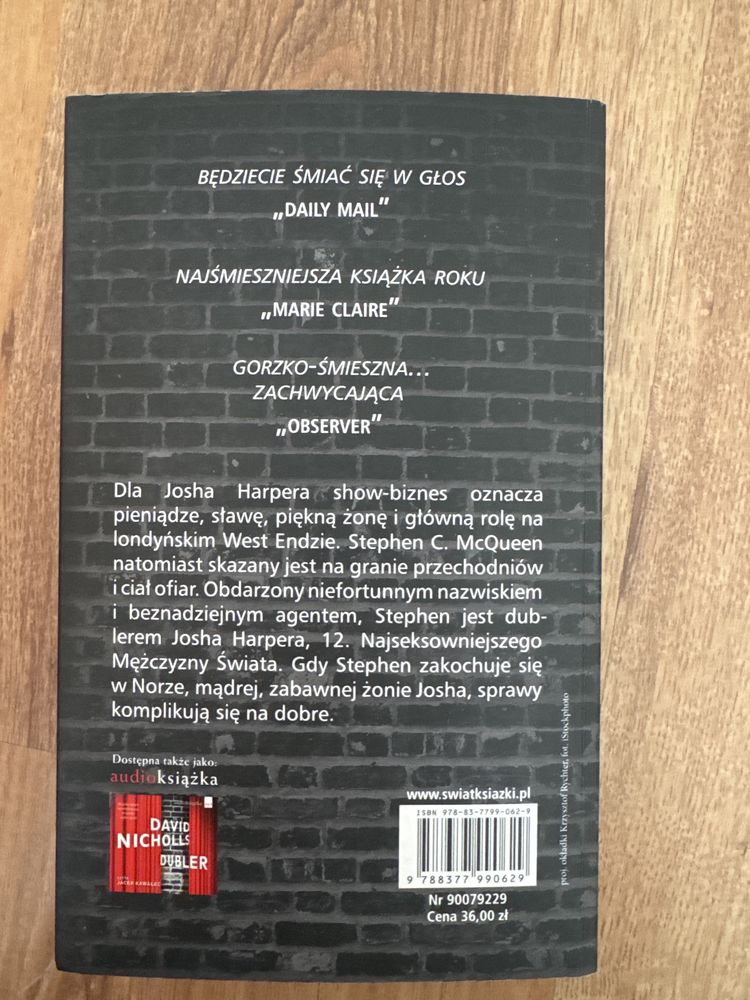 BĘDZIECIE ŚMIAĆ SIĘ W GŁOS
„DAILY MAIL”
NAJŚMIESZNIEJSZA KSIĄŻKA ROKU
„MARIE CLAIRE”
GORZKO-ŚMIESZNA...
ZACHWYCAJĄCA
„OBSERVER”
Dla Josha Harpera show-biznes oznacza
pieniądze, sławę, piękną żonę i główną rolę na
londyńskim West Endzie. Stephen C. McQueen
natomiast skazany jest na granie przechodniów
i ciał ofiar. Obdarzony niefortunnym nazwiskiem
i beznadziejnym agentem, Stephen jest dub-
lerem Josha Harpera, 12. Najseksowniejszego
Mężczyzny Świata. Gdy Stephen zakochuje się
w Norze, mądrej, zabawnej żonie Josha, sprawy
komplikują się na dobre.
Dostępna także jako:
audioksiążka
DAVID
NICHOLLS
DUBLER
czyta
JACEK KAWALEC
www.swiatksiazki.pl
ISBN 978-83-7799-062-9
9 788377 990629
Nr 90079229
Cena 36,00 zł
proj. okładki Krzysztof Rychter, fot. iStockphoto